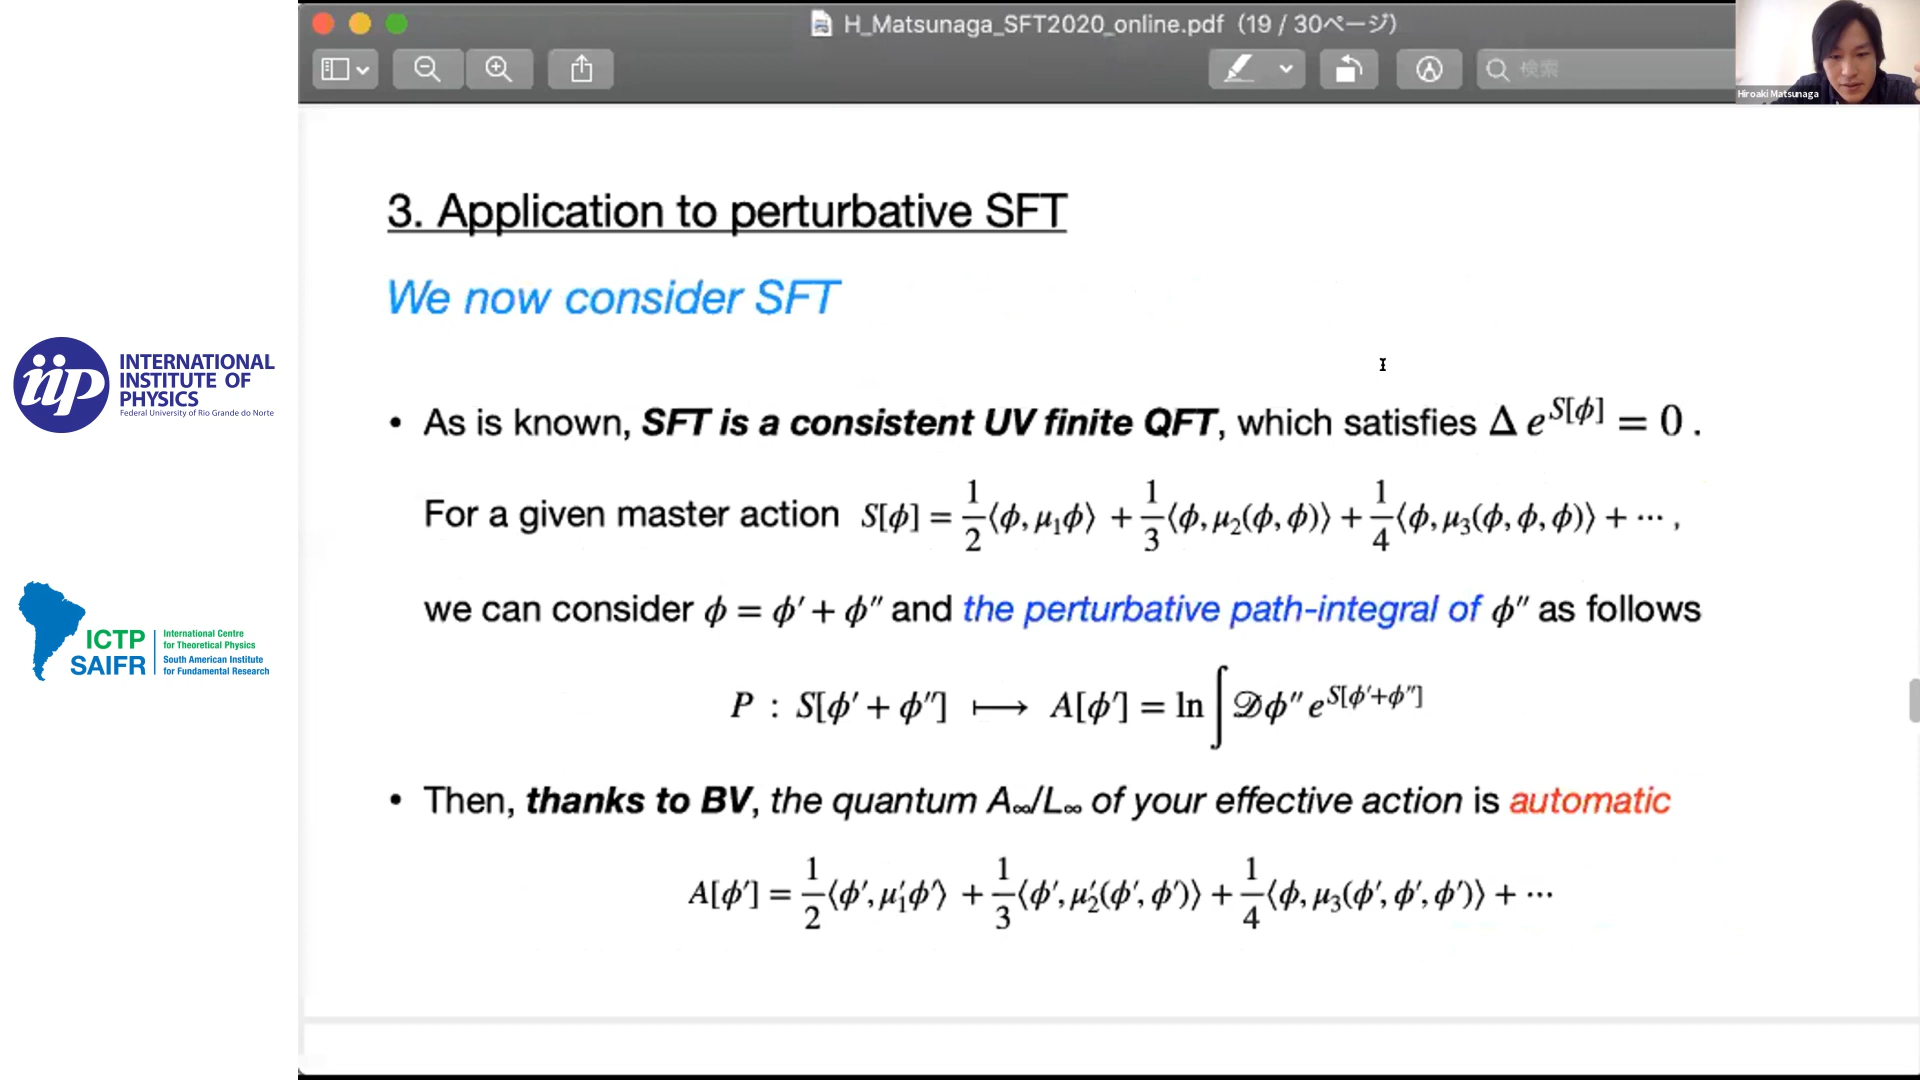 H_Matsunaga_SFT2020_online.pdf (19 / 30ページ)
検索
Hiroaki Matsunaga
3. Application to perturbative SFT
We now consider SFT
• As is known, SFT is a consistent UV finite QFT, which satisfies Δ e^{S[ϕ]} = 0 .
For a given master action S[ϕ] = 1/2⟨ϕ, μ₁ϕ⟩ + 1/3⟨ϕ, μ₂(ϕ, ϕ)⟩ + 1/4⟨ϕ, μ₃(ϕ, ϕ, ϕ)⟩ + ⋯ ,
we can consider ϕ = ϕ′ + ϕ″ and the perturbative path-integral of ϕ″ as follows
P : S[ϕ′ + ϕ″] ⟼ A[ϕ′] = ln ∫ 𝒟ϕ″ e^{S[ϕ′+ϕ″]}
• Then, thanks to BV, the quantum A∞/L∞ of your effective action is automatic
A[ϕ′] = 1/2⟨ϕ′, μ₁′ϕ′⟩ + 1/3⟨ϕ′, μ₂′(ϕ′, ϕ′)⟩ + 1/4⟨ϕ, μ₃(ϕ′, ϕ′, ϕ′)⟩ + ⋯
iip
INTERNATIONAL
INSTITUTE OF
PHYSICS
Federal University of Rio Grande do Norte
ICTP
SAIFR
International Centre
for Theoretical Physics
South American Institute
for Fundamental Research